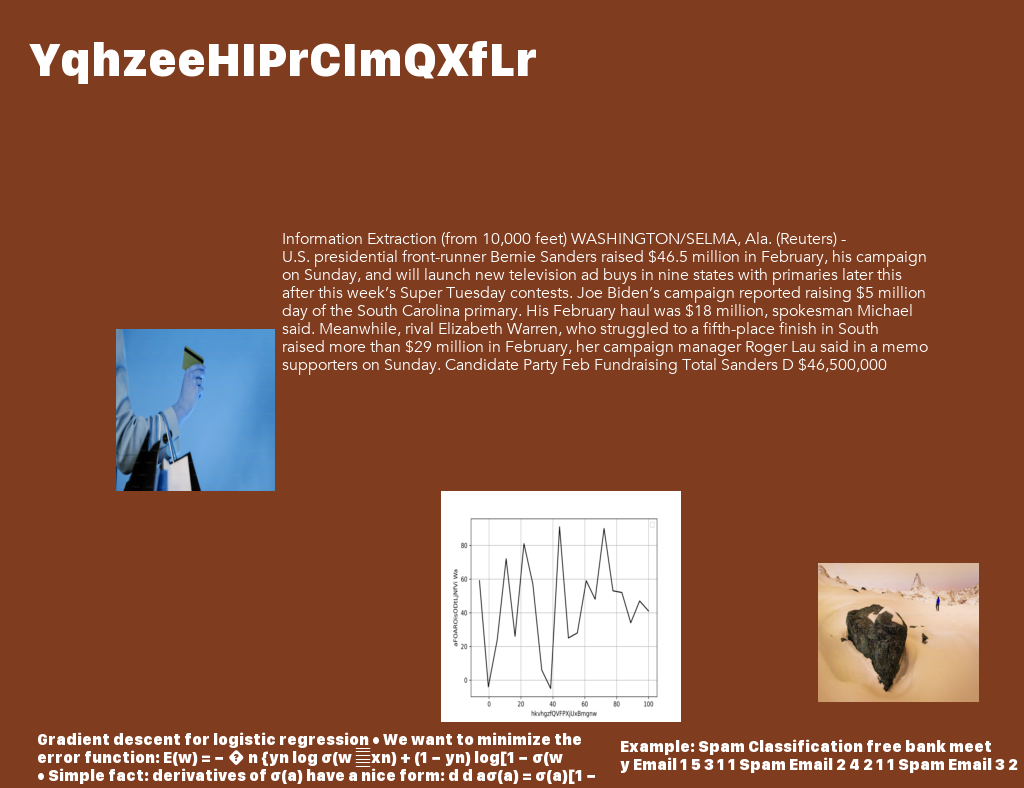 YqhzeeHIPrCImQXfLr
Information Extraction (from 10,000 feet) WASHINGTON/SELMA, Ala. (Reuters) -
U.S. presidential front-runner Bernie Sanders raised $46.5 million in February, his campaign
on Sunday, and will launch new television ad buys in nine states with primaries later this
after this week’s Super Tuesday contests. Joe Biden’s campaign reported raising $5 million
day of the South Carolina primary. His February haul was $18 million, spokesman Michael
said. Meanwhile, rival Elizabeth Warren, who struggled to a fifth-place finish in South
raised more than $29 million in February, her campaign manager Roger Lau said in a memo
supporters on Sunday. Candidate Party Feb Fundraising Total Sanders D $46,500,000
80
60
40
20
0
0 20 40 60 80 100
Gradient descent for logistic regression • We want to minimize the
error function: E(w) = − � n {yn log σ(w xn) + (1 − yn) log[1 − σ(w
• Simple fact: derivatives of σ(a) have a nice form: d d aσ(a) = σ(a)[1 −
Example: Spam Classification free bank meet
y Email 1 5 3 1 1 Spam Email 2 4 2 1 1 Spam Email 3 2